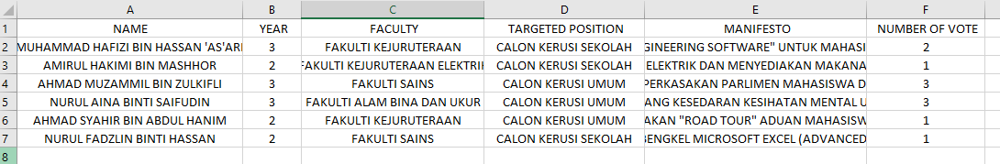 A B C D E F
1 NAME YEAR FACULTY TARGETED POSITION MANIFESTO NUMBER OF VOTE
2 MUHAMMAD HAFIZI BIN HASSAN 'AS'ARI 3 FAKULTI KEJURUTERAAN CALON KERUSI SEKOLAH GINEERING SOFTWARE" UNTUK MAHASI 2
3 AMIRUL HAKIMI BIN MASHHOR 2 FAKULTI KEJURUTERAAN ELEKTRIK CALON KERUSI SEKOLAH ELEKTRIK DAN MENYEDIAKAN MAKANA 1
4 AHMAD MUZAMMIL BIN ZULKIFLI 3 FAKULTI SAINS CALON KERUSI UMUM PERKASAKAN PARLIMEN MAHASISWA D 3
5 NURUL AINA BINTI SAIFUDIN 3 FAKULTI ALAM BINA DAN UKUR CALON KERUSI UMUM ANG KESEDARAN KESIHATAN MENTAL U 3
6 AHMAD SYAHIR BIN ABDUL HANIM 2 FAKULTI KEJURUTERAAN CALON KERUSI UMUM AKAN "ROAD TOUR" ADUAN MAHASISW 1
7 NURUL FADZLIN BINTI HASSAN 2 FAKULTI SAINS CALON KERUSI SEKOLAH BENGKEL MICROSOFT EXCEL (ADVANCED 1
8